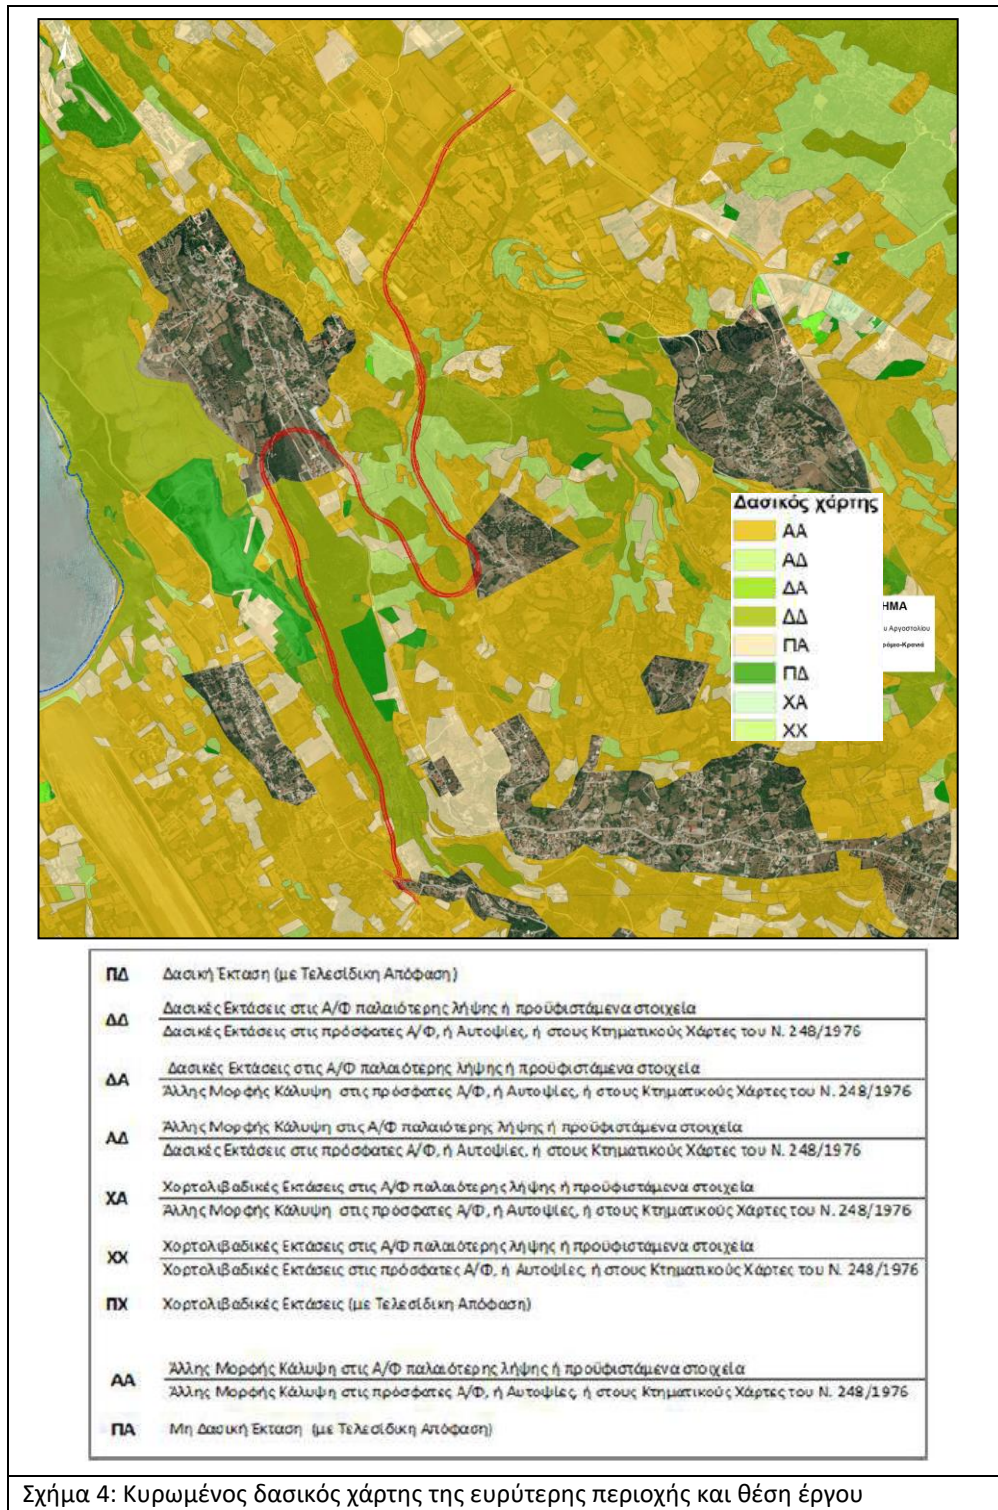 N
Δασικός χάρτης
ΑΑ
ΑΔ
ΔΑ
ΔΔ
ΠΑ
ΠΔ
ΧΑ
ΧΧ
ΗΜΑ
υ Αργοστολίου
ρόμιο-Κρανιά
ΠΔ Δασική Έκταση (με Τελεσίδικη Απόφαση)
Δασικές Εκτάσεις στις Α/Φ παλαιότερης λήψης ή προϋφιστάμενα στοιχεία
ΔΔ
Δασικές Εκτάσεις στις πρόσφατες Α/Φ, ή Αυτοψίες, ή στους Κτηματικούς Χάρτες του Ν. 248/1976
Δασικές Εκτάσεις στις Α/Φ παλαιότερης λήψης ή προϋφιστάμενα στοιχεία
ΔΑ
Άλλης Μορφής Κάλυψη στις πρόσφατες Α/Φ, ή Αυτοψίες, ή στους Κτηματικούς Χάρτες του Ν. 248/1976
Άλλης Μορφής Κάλυψη στις Α/Φ παλαιότερης λήψης ή προϋφιστάμενα στοιχεία
ΑΔ
Δασικές Εκτάσεις στις πρόσφατες Α/Φ, ή Αυτοψίες, ή στους Κτηματικούς Χάρτες του Ν. 248/1976
Χορτολιβαδικές Εκτάσεις στις Α/Φ παλαιότερης λήψης ή προϋφιστάμενα στοιχεία
ΧΑ
Άλλης Μορφής Κάλυψη στις πρόσφατες Α/Φ, ή Αυτοψίες, ή στους Κτηματικούς Χάρτες του Ν. 248/1976
Χορτολιβαδικές Εκτάσεις στις Α/Φ παλαιότερης λήψης ή προϋφιστάμενα στοιχεία
ΧΧ
Χορτολιβαδικές Εκτάσεις στις πρόσφατες Α/Φ, ή Αυτοψίες, ή στους Κτηματικούς Χάρτες του Ν. 248/1976
ΠΧ Χορτολιβαδικές Εκτάσεις (με Τελεσίδικη Απόφαση)
Άλλης Μορφής Κάλυψη στις Α/Φ παλαιότερης λήψης ή προϋφιστάμενα στοιχεία
ΑΑ
Άλλης Μορφής Κάλυψη στις πρόσφατες Α/Φ, ή Αυτοψίες, ή στους Κτηματικούς Χάρτες του Ν. 248/1976
ΠΑ Μη Δασική Έκταση (με Τελεσίδικη Απόφαση)
Σχήμα 4: Κυρωμένος δασικός χάρτης της ευρύτερης περιοχής και θέση έργου